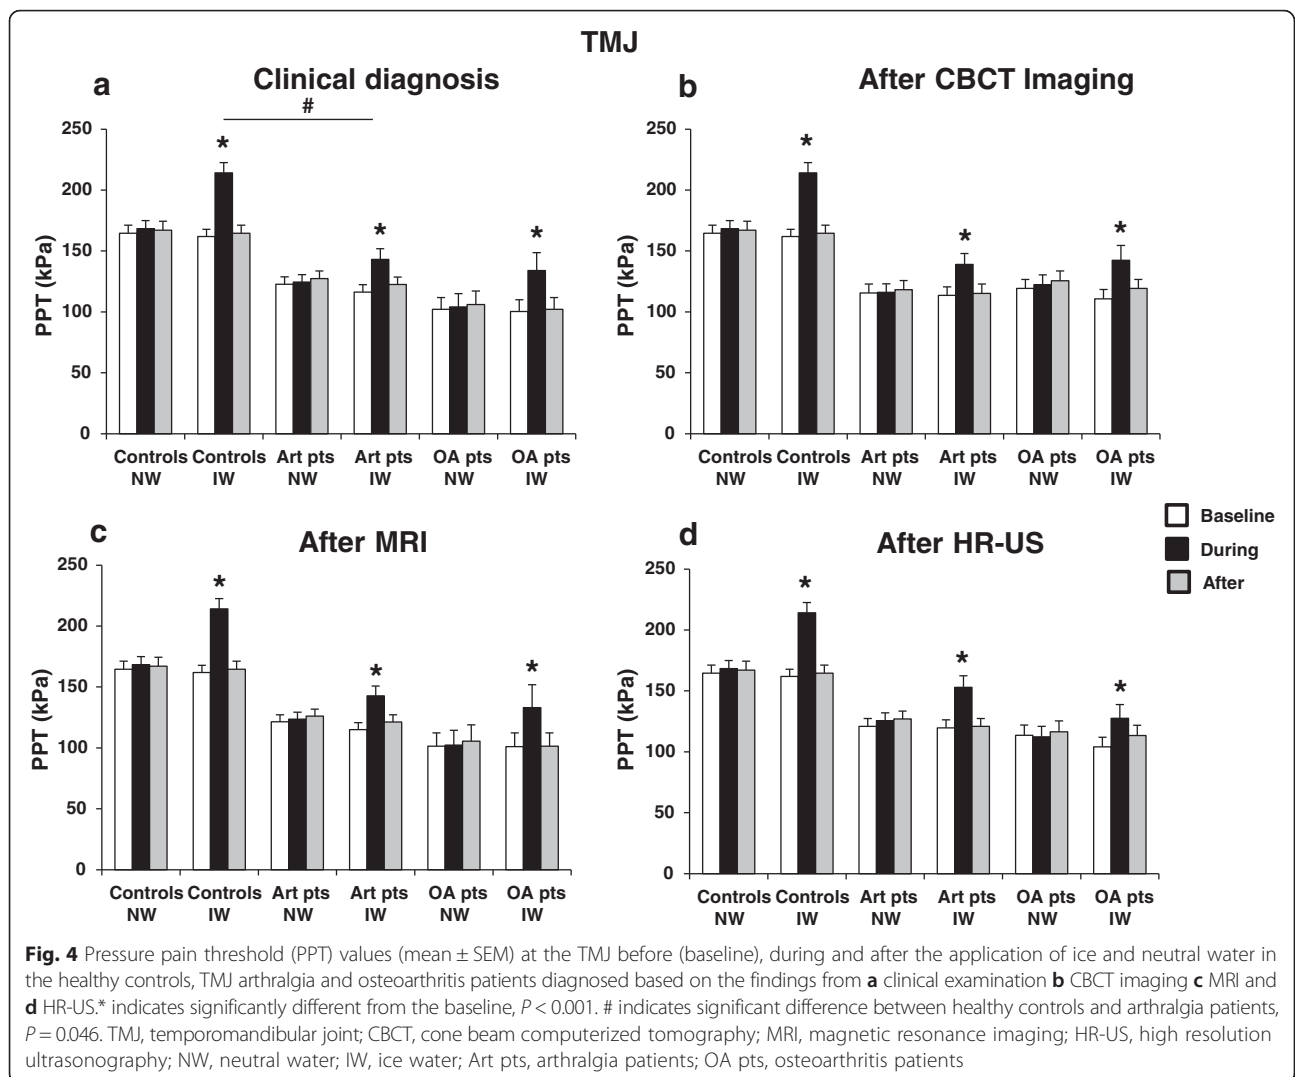 TMJ
a
Clinical diagnosis
#
250
200
150
100
50
0
PPT (kPa)
*
*
*
Controls NW
Controls IW
Art pts NW
Art pts IW
OA pts NW
OA pts IW
b
After CBCT Imaging
250
200
150
100
50
0
PPT (kPa)
*
*
*
Controls NW
Controls IW
Art pts NW
Art pts IW
OA pts NW
OA pts IW
c
After MRI
250
200
150
100
50
0
PPT (kPa)
*
*
*
Controls NW
Controls IW
Art pts NW
Art pts IW
OA pts NW
OA pts IW
d
After HR-US
250
200
150
100
50
0
PPT (kPa)
*
*
*
Controls NW
Controls IW
Art pts NW
Art pts IW
OA pts NW
OA pts IW
Baseline
During
After
Fig. 4 Pressure pain threshold (PPT) values (mean ± SEM) at the TMJ before (baseline), during and after the application of ice and neutral water in
the healthy controls, TMJ arthralgia and osteoarthritis patients diagnosed based on the findings from a clinical examination b CBCT imaging c MRI and
d HR-US.* indicates significantly different from the baseline, P < 0.001. # indicates significant difference between healthy controls and arthralgia patients,
P = 0.046. TMJ, temporomandibular joint; CBCT, cone beam computerized tomography; MRI, magnetic resonance imaging; HR-US, high resolution
ultrasonography; NW, neutral water; IW, ice water; Art pts, arthralgia patients; OA pts, osteoarthritis patients